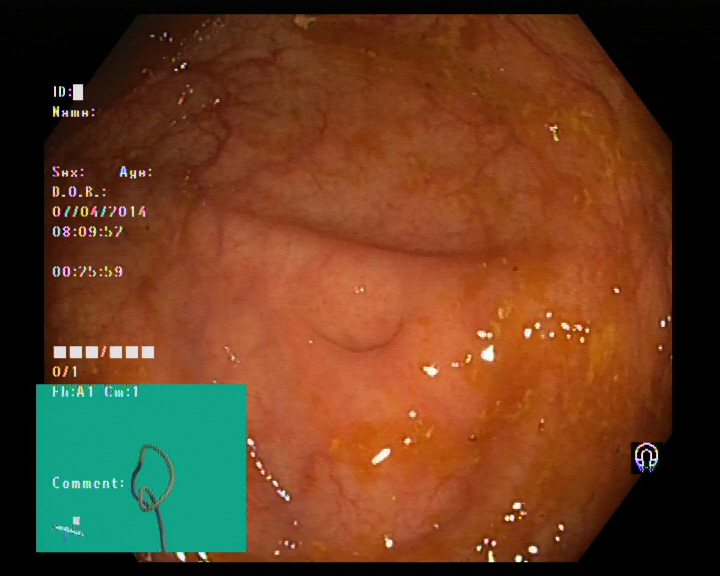 ID:
Name:
Sex: Age:
D.O.B.:
07/04/2014
08:09:52
00:25:59
0/1
Ph:A1 Cm:1
Comment: